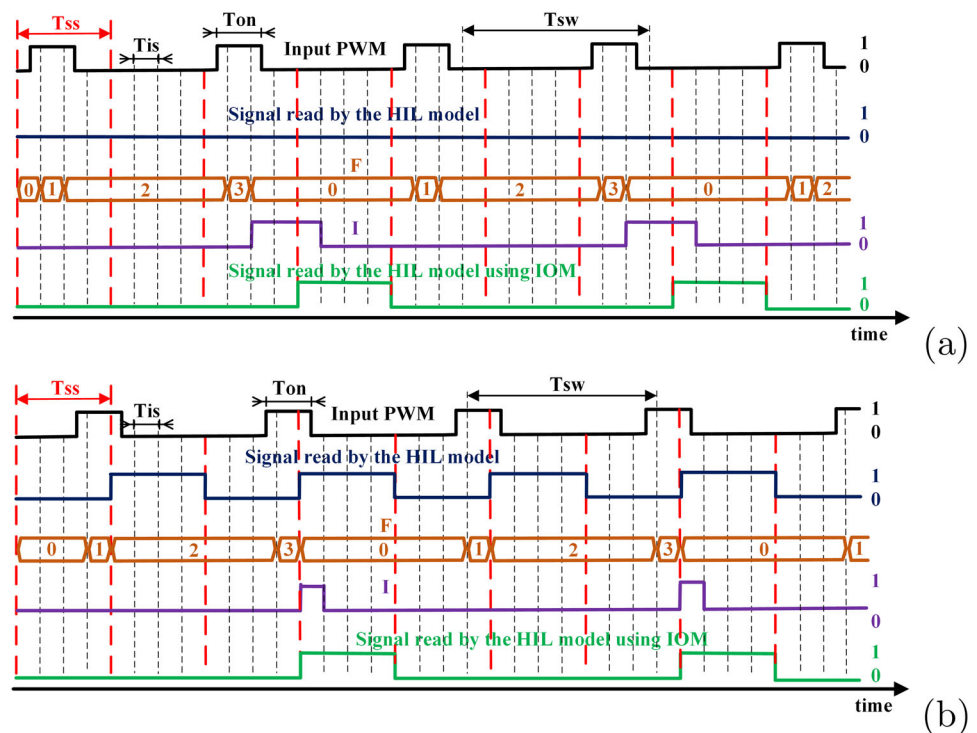 Tss
Ton
Tsw
Tis
Input PWM
1
0
Signal read by the HIL model
1
0
F
0 1 2 3 0 1 2 3 0 1 2
I
1
0
Signal read by the HIL model using IOM
1
0
time
(a)
Tss
Ton
Tsw
Tis
Input PWM
1
0
Signal read by the HIL model
1
0
F
0 1 2 3 0 1 2 3 0 1
I
1
0
Signal read by the HIL model using IOM
1
0
time
(b)